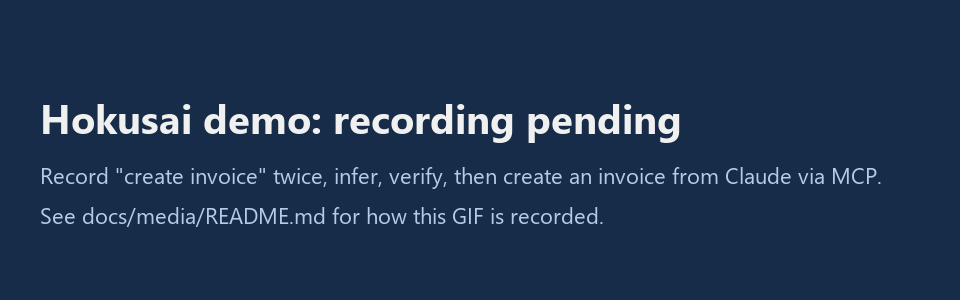 Hokusai demo: recording pending
Record "create invoice" twice, infer, verify, then create an invoice from Claude via MCP.
See docs/media/README.md for how this GIF is recorded.